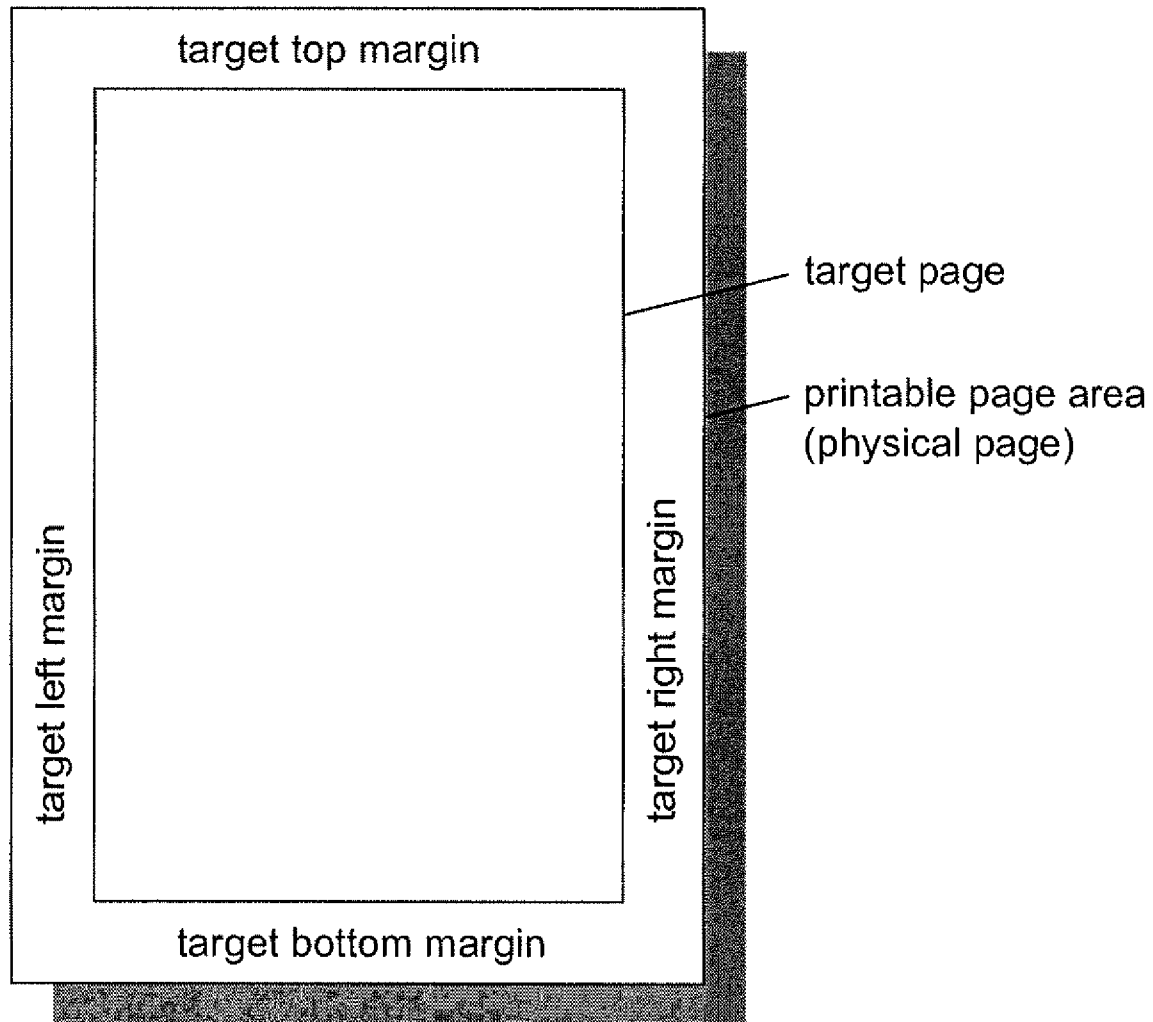 target top margin
target page
printable page area
(physical page)
target left margin
target right margin
target bottom margin